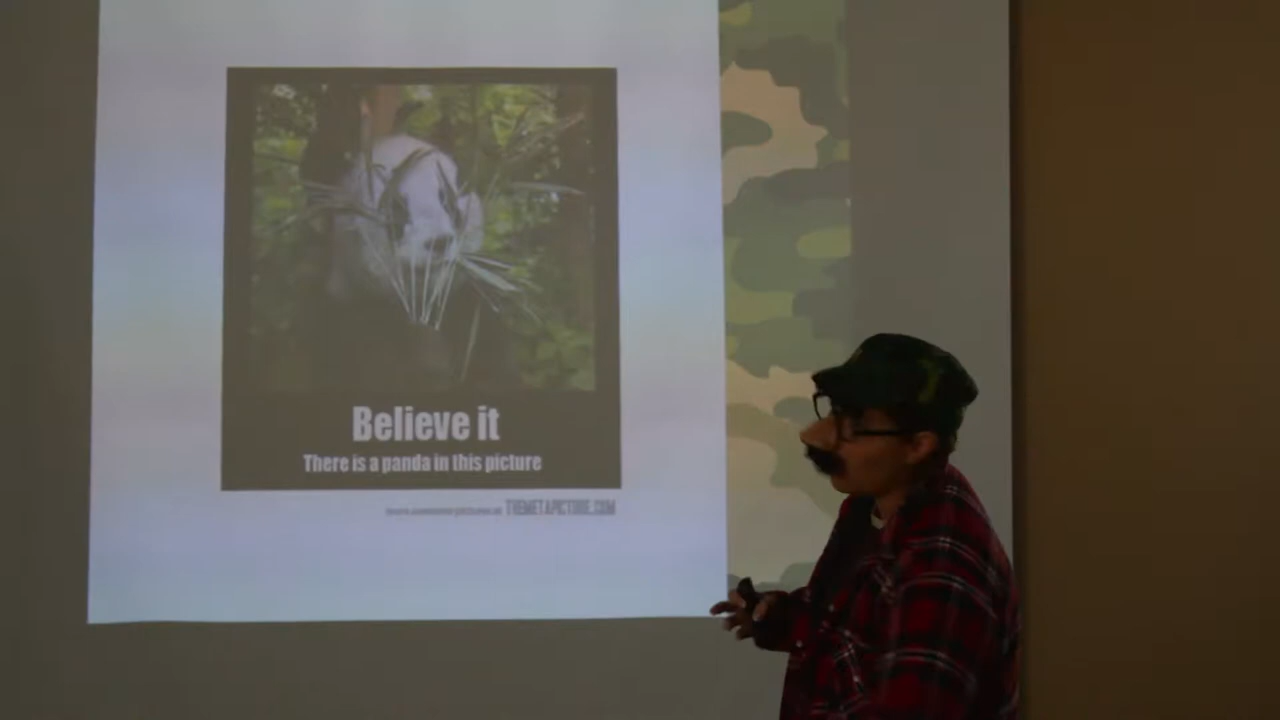 Believe it
There is a panda in this picture
THEMETAPICTURE.COM